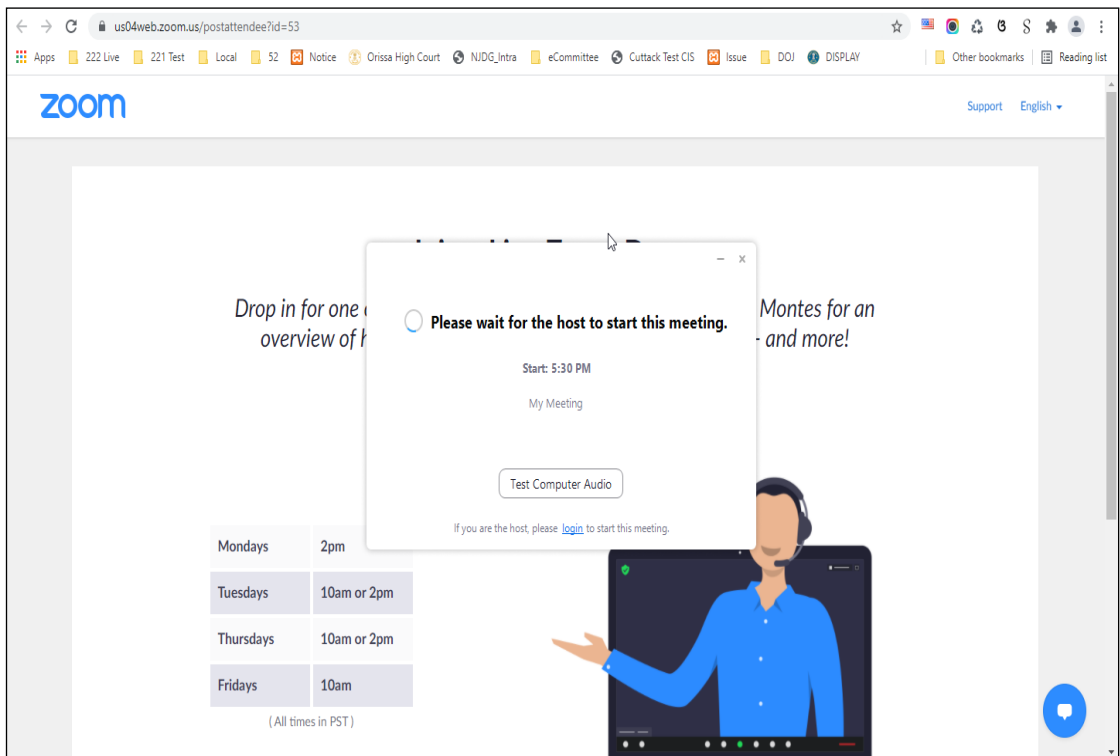 us04web.zoom.us/postattendee?id=53
Apps 222 Live 221 Test Local 52 Notice Orissa High Court NJDG_Intra eCommittee Cuttack Test CIS Issue DOJ DISPLAY Other bookmarks Reading list
zoom Support English
Drop in for one Montes for an
overview of and more!
Please wait for the host to start this meeting.
Start: 5:30 PM
My Meeting
Test Computer Audio
If you are the host, please login to start this meeting.
Mondays 2pm
Tuesdays 10am or 2pm
Thursdays 10am or 2pm
Fridays 10am
( All times in PST )